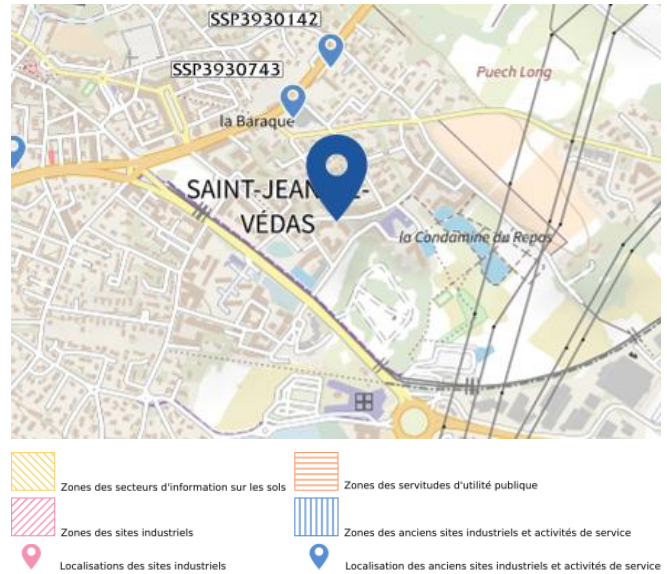 SSP3930142
SSP3930743
Puech Long
la Baraque
SAINT-JEAN-
VÉDAS
la Condamine du Repos
Zones des secteurs d'information sur les sols
Zones des servitudes d'utilité publique
Zones des sites industriels
Zones des anciens sites industriels et activités de service
Localisations des sites industriels
Localisation des anciens sites industriels et activités de service